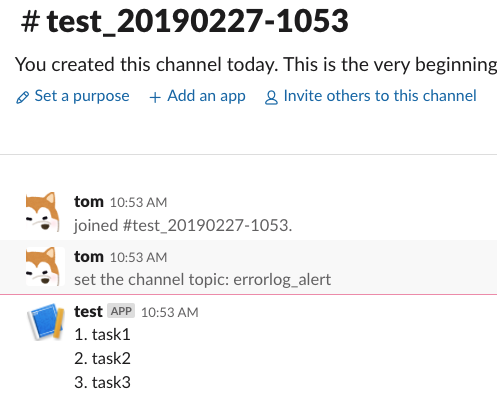 # test_20190227-1053
You created this channel today. This is the very beginning
Set a purpose + Add an app Invite others to this channel
tom 10:53 AM
joined #test_20190227-1053.
tom 10:53 AM
set the channel topic: errorlog_alert
test APP 10:53 AM
1. task1
2. task2
3. task3